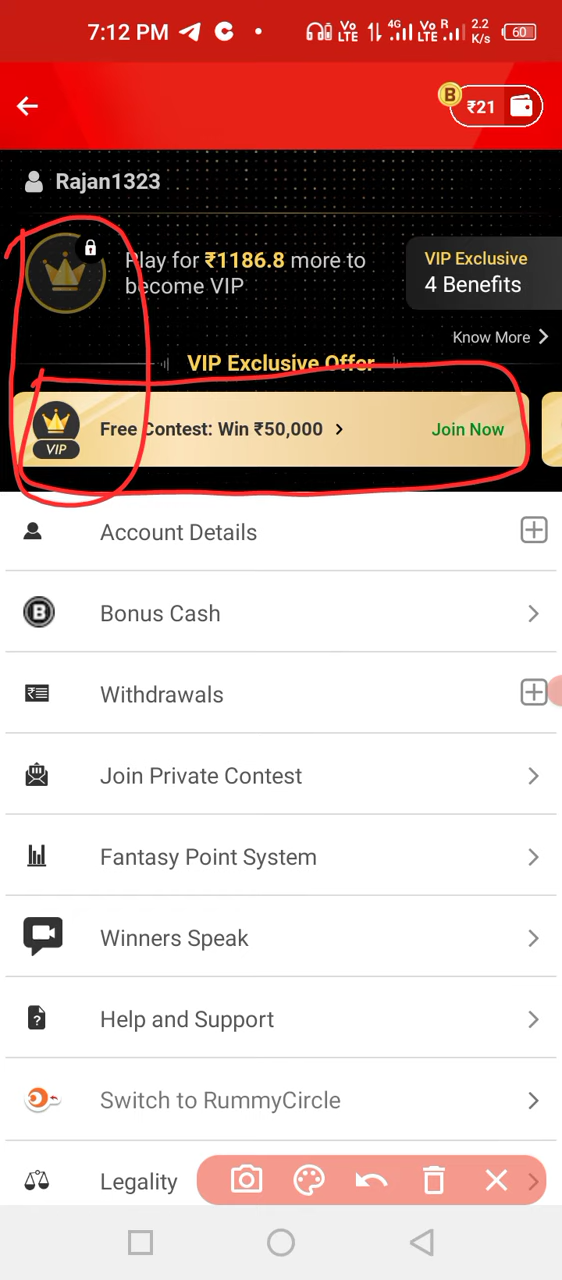 7:12 PM
Vo LTE 4G Vo LTE R 2.2 K/s 60
B ₹21
Rajan1323
Play for ₹1186.8 more to
become VIP
VIP Exclusive
4 Benefits
Know More
VIP Exclusive Offer
VIP
Free Contest: Win ₹50,000
Join Now
Account Details
B
Bonus Cash
Withdrawals
Join Private Contest
Fantasy Point System
Winners Speak
Help and Support
Switch to RummyCircle
Legality